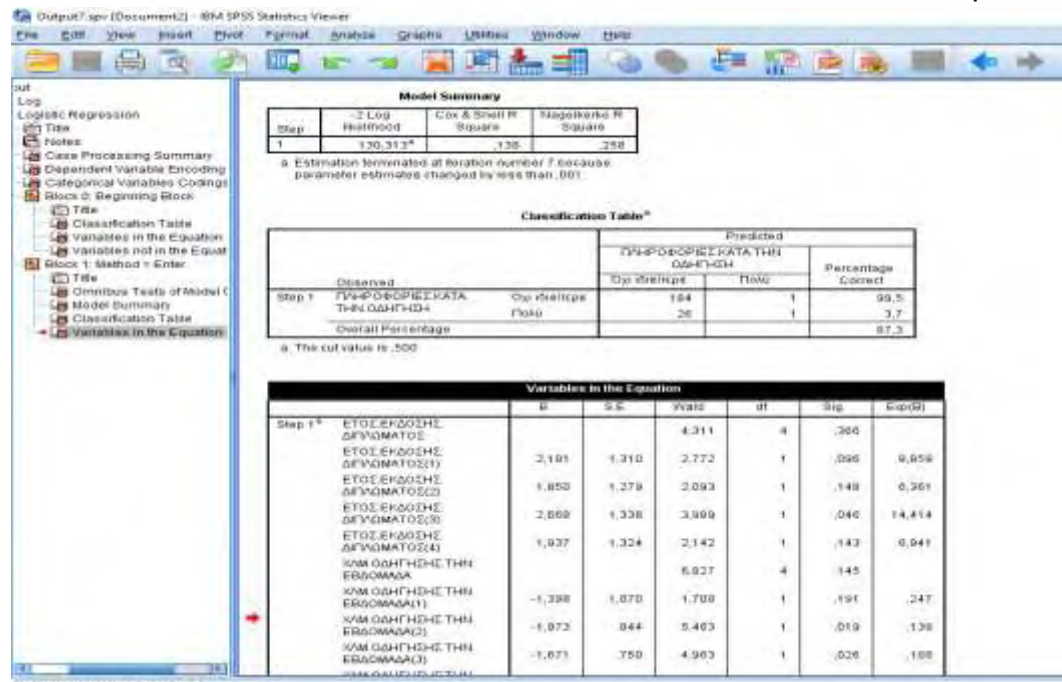 Output7.spv [Document2] - IBM SPSS Statistics Viewer
File Edit View Insert Pivot Format Analyze Graphs Utilities Window Help
Log
Logistic Regression
Title
Notes
Case Processing Summary
Dependent Variable Encoding
Categorical Variables Codings
Block 0: Beginning Block
Title
Classification Table
Variables in the Equation
Variables not in the Equat
Block 1: Method = Enter
Title
Omnibus Tests of Model C
Model Summary
Classification Table
Variables in the Equation
Model Summary
Step -2 Log likelihood Cox & Snell R Square Nagelkerke R Square
1 130,313a ,138 ,258
a. Estimation terminated at iteration number 7 because
parameter estimates changed by less than ,001.
Classification Tablea
Predicted
ΠΛΗΡΟΦΟΡΙΕΣ ΚΑΤΑ ΤΗΝ
ΟΔΗΓΗΣΗ
Percentage
Correct
Observed Όχι ιδιαίτερα Πολύ
Step 1 ΠΛΗΡΟΦΟΡΙΕΣ ΚΑΤΑ
ΤΗΝ ΟΔΗΓΗΣΗ
Όχι ιδιαίτερα 184 1 99,5
Πολύ 26 1 3,7
Overall Percentage 87,3
a. The cut value is ,500
Variables in the Equation
B S.E. Wald df Sig. Exp(B)
Step 1a ΕΤΟΣ.ΕΚΔΟΣΗΣ.
ΔΙΠΛΩΜΑΤΟΣ 4,311 4 ,366
ΕΤΟΣ.ΕΚΔΟΣΗΣ.
ΔΙΠΛΩΜΑΤΟΣ(1) 2,191 1,310 2,772 1 ,096
ΕΤΟΣ.ΕΚΔΟΣΗΣ.
ΔΙΠΛΩΜΑΤΟΣ(2) 1,850 1,279 2,093 1 ,148 6,361
ΕΤΟΣ.ΕΚΔΟΣΗΣ.
ΔΙΠΛΩΜΑΤΟΣ(3) 1,336 3,989 1 ,046 14,414
ΕΤΟΣ.ΕΚΔΟΣΗΣ.
ΔΙΠΛΩΜΑΤΟΣ(4) 1,937 1,324 2,142 1 ,143 6,941
ΧΛΜ.ΟΔΗΓΗΣΗΣ.ΤΗΝ.
ΕΒΔΟΜΑΔΑ 6,827 4 ,145
ΧΛΜ.ΟΔΗΓΗΣΗΣ.ΤΗΝ.
ΕΒΔΟΜΑΔΑ(1) -1,398 1,070 1,708 1 ,191 ,247
ΧΛΜ.ΟΔΗΓΗΣΗΣ.ΤΗΝ.
ΕΒΔΟΜΑΔΑ(2) -1,973 ,844 5,463 1 ,019 ,139
ΧΛΜ.ΟΔΗΓΗΣΗΣ.ΤΗΝ.
ΕΒΔΟΜΑΔΑ(3) -1,671 ,750 4,963 1 ,026 ,188